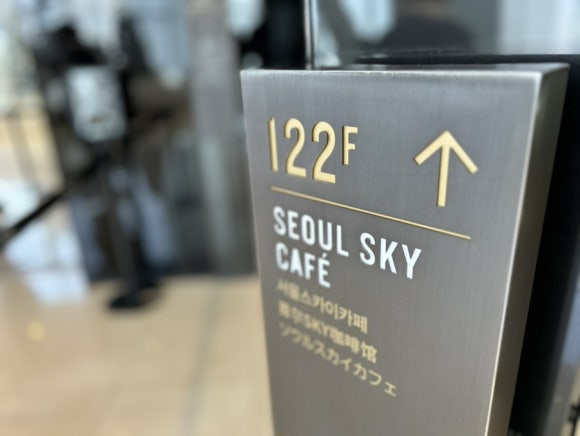 122F ↑
SEOUL SKY
CAFÉ
서울스카이카페
首尔SKY咖啡馆
ソウルスカイカフェ